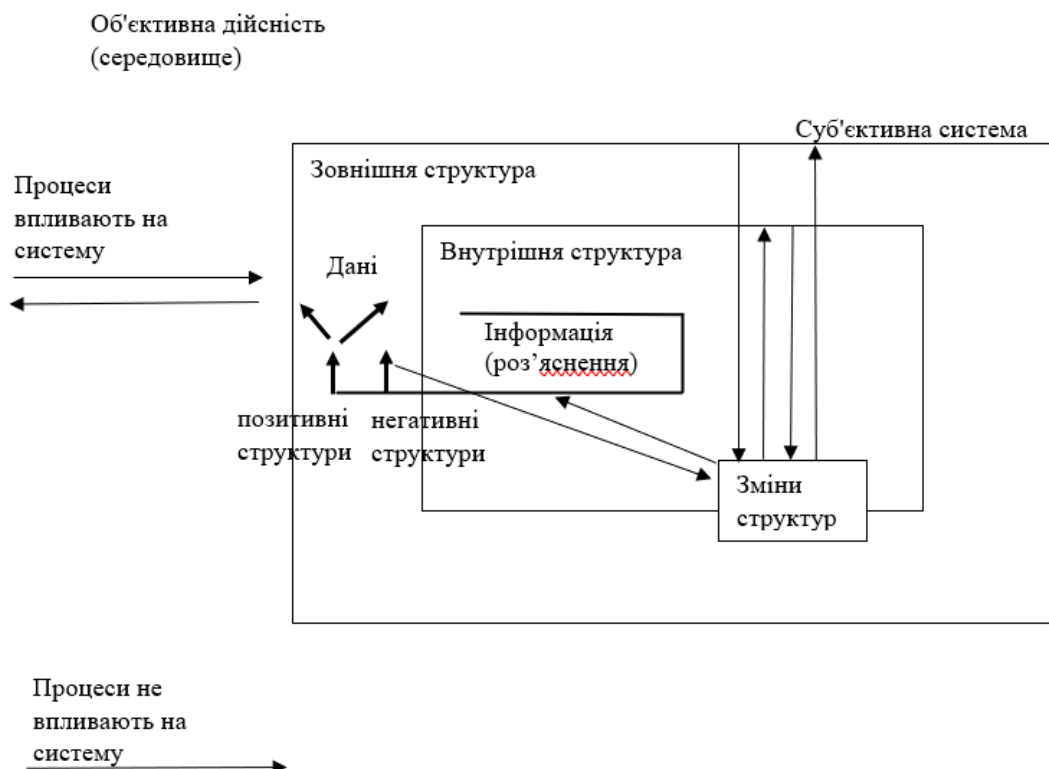 Об'єктивна дійсність
(середовище)
Суб'єктивна система
Зовнішня структура
Процеси
впливають на
систему
Внутрішня структура
Дані
Інформація
(роз’яснення)
позитивні
структури
негативні
структури
Зміни
структур
Процеси не
впливають на
систему